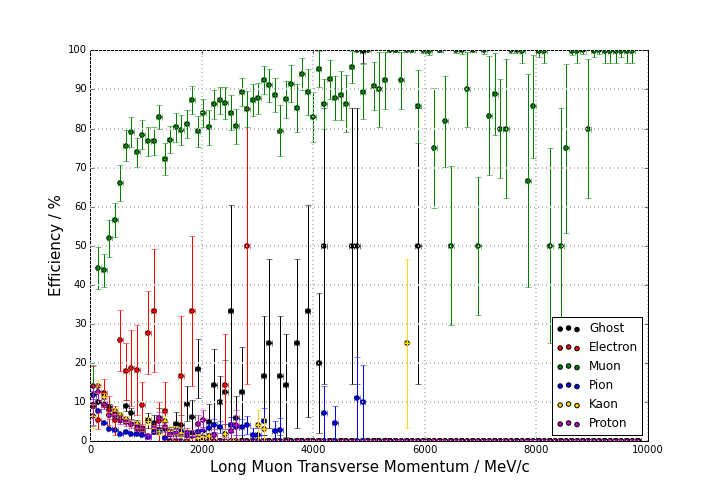 100
90
80
70
60
50
40
30
20
10
0
Efficiency / %
0
2000
4000
6000
8000
10000
Long Muon Transverse Momentum / MeV/c
Ghost
Electron
Muon
Pion
Kaon
Proton